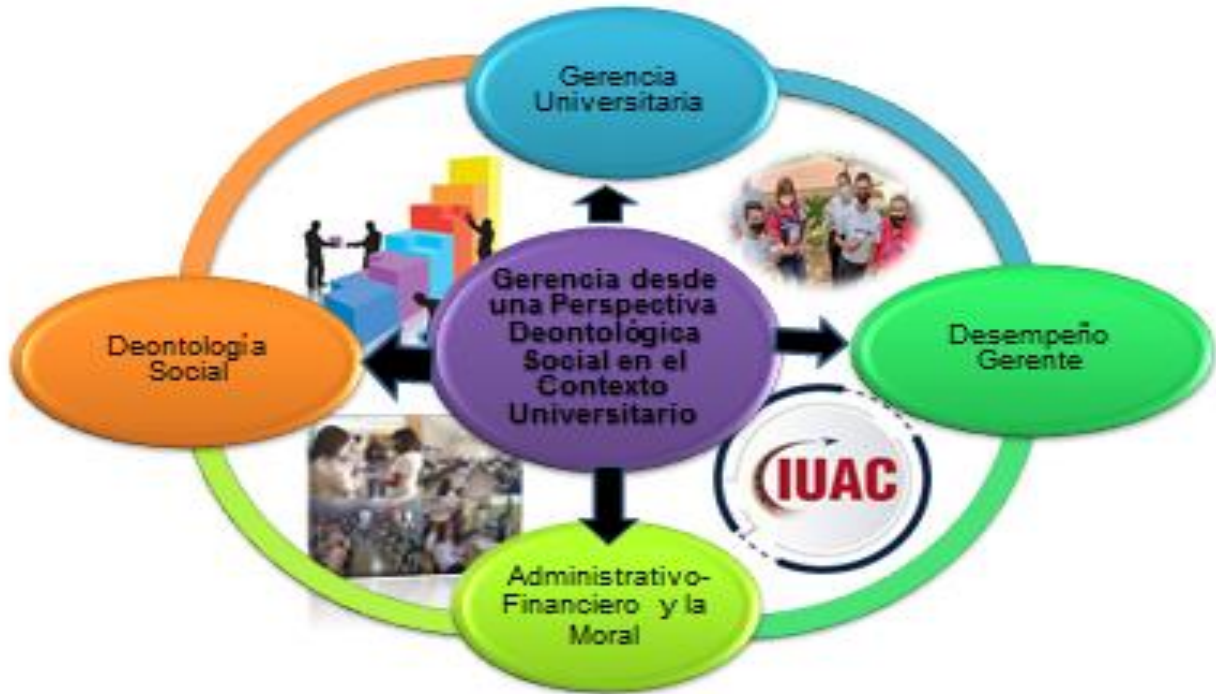 Gerencia
Universitaria
Gerencia desde
una Perspectiva
Deontológica
Social en el
Contexto
Universitario
Deontología
Social
Desempeño
Gerente
IUAC
Administrativo-
Financiero y la
Moral